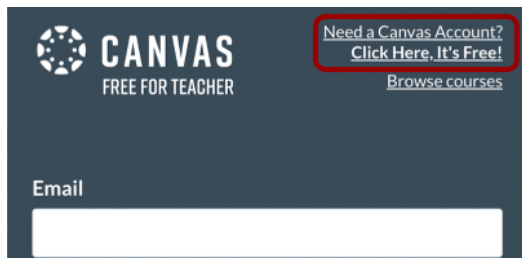 CANVAS
FREE FOR TEACHER
Need a Canvas Account?
Click Here, It's Free!
Browse courses
Email